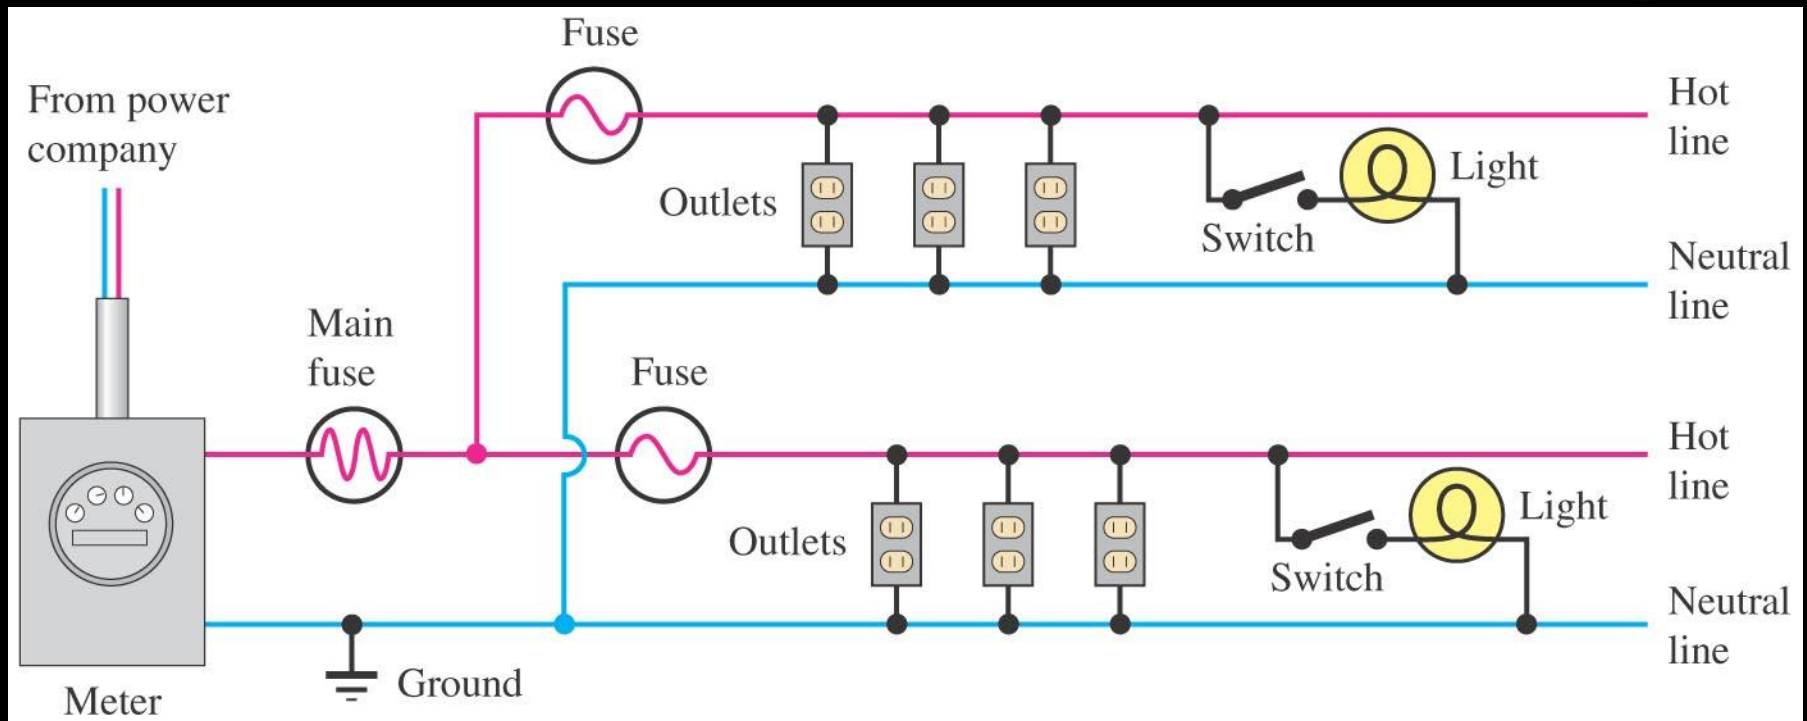 Fuse
From power
company
Hot
line
Light
Outlets
Switch
Neutral
line
Main
fuse
Fuse
Hot
line
Light
Outlets
Switch
Neutral
line
Ground
Meter